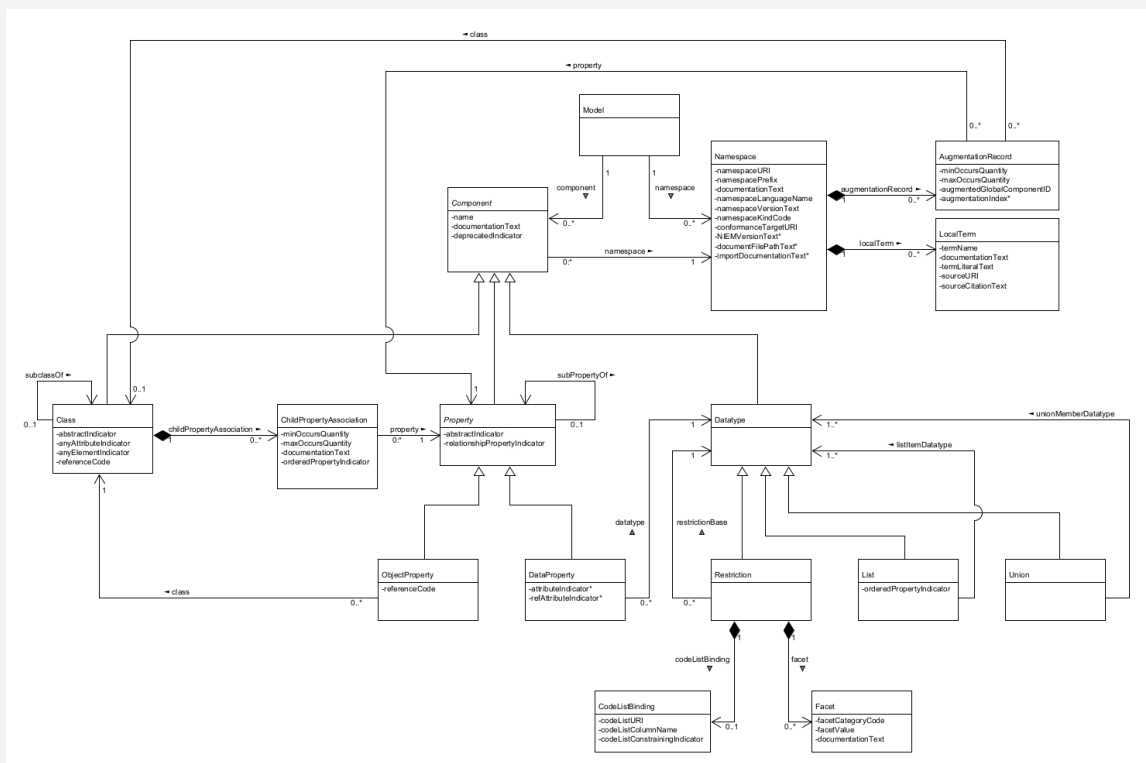 ◄ class
◄ property
Model
0..*
0..*
Namespace
-namespaceURI
-namespacePrefix
-documentationText
-namespaceLanguageName
-namespaceVersionText
-namespaceKindCode
-conformanceTargetURI
-NIEMVersionText*
-documentFilePathText*
-importDocumentationText*
AugmentationRecord
-minOccursQuantity
-maxOccursQuantity
-augmentedGlobalComponentID
-augmentationIndex*
1
1
component
▼
namespace
▼
augmentationRecord ►
1
0..*
Component
-name
-documentationText
-deprecatedIndicator
0..*
0..*
LocalTerm
-termName
-documentationText
-termLiteralText
-sourceURI
-sourceCitationText
localTerm ►
1
0..*
namespace ►
0..*
1
subclassOf ►
0..1
0..1
1
subPropertyOf ►
0..1
Class
-abstractIndicator
-anyAttributeIndicator
-anyElementIndicator
-referenceCode
childPropertyAssociation ►
1
0..*
ChildPropertyAssociation
-minOccursQuantity
-maxOccursQuantity
-documentationText
-orderedPropertyIndicator
property ►
0..*
1
Property
-abstractIndicator
-relationshipPropertyIndicator
Datatype
1
1
◄ unionMemberDatatype
1..*
◄ listItemDatatype
1..*
1
datatype
▲
restrictionBase
▲
ObjectProperty
-referenceCode
DataProperty
-attributeIndicator*
-refAttributeIndicator*
Restriction
List
-orderedPropertyIndicator
Union
◄ class
0..*
0..*
0..*
1
1
codeListBinding
▼
facet
▼
CodeListBinding
-codeListURI
-codeListColumnName
-codeListConstrainingIndicator
0..1
0..*
Facet
-facetCategoryCode
-facetValue
-documentationText